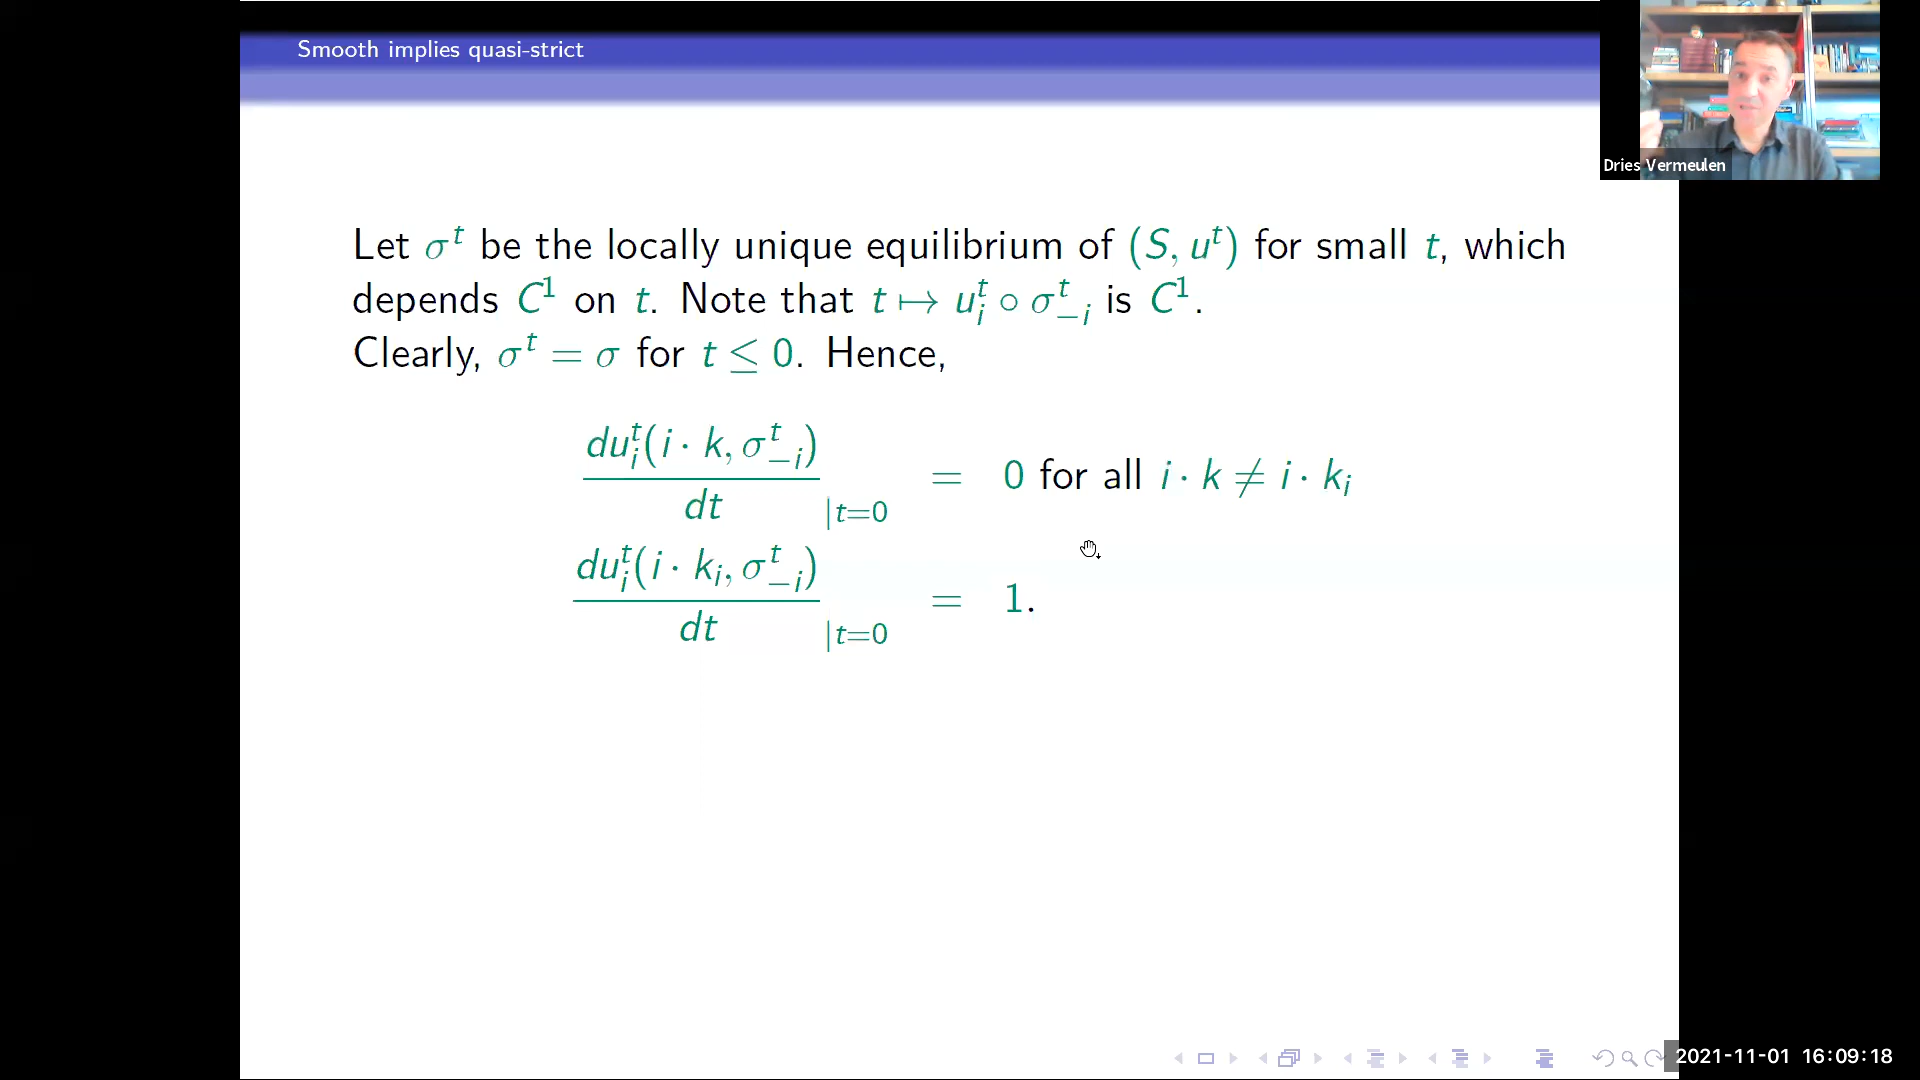 Smooth implies quasi-strict
Dries Vermeulen
Let σ^t be the locally unique equilibrium of (S, u^t) for small t, which
depends C^1 on t. Note that t ↦ u_i^t ∘ σ_{-i}^t is C^1.
Clearly, σ^t = σ for t ≤ 0. Hence,
du_i^t(i · k, σ_{-i}^t)/dt |t=0 = 0 for all i · k ≠ i · k_i
du_i^t(i · k_i, σ_{-i}^t)/dt |t=0 = 1.
2021-11-01 16:09:18